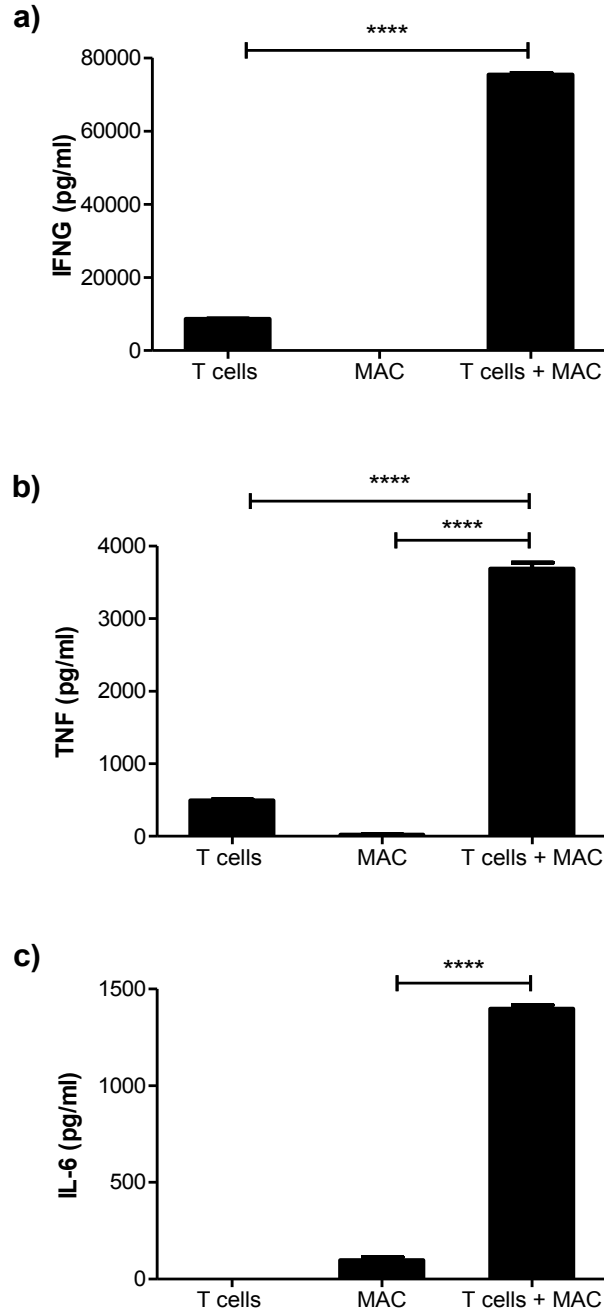 a)
****
80000
60000
40000
20000
0
IFNG (pg/ml)
T cells MAC T cells + MAC
b)
****
****
4000
3000
2000
1000
0
TNF (pg/ml)
T cells MAC T cells + MAC
c)
****
1500
1000
500
0
IL-6 (pg/ml)
T cells MAC T cells + MAC